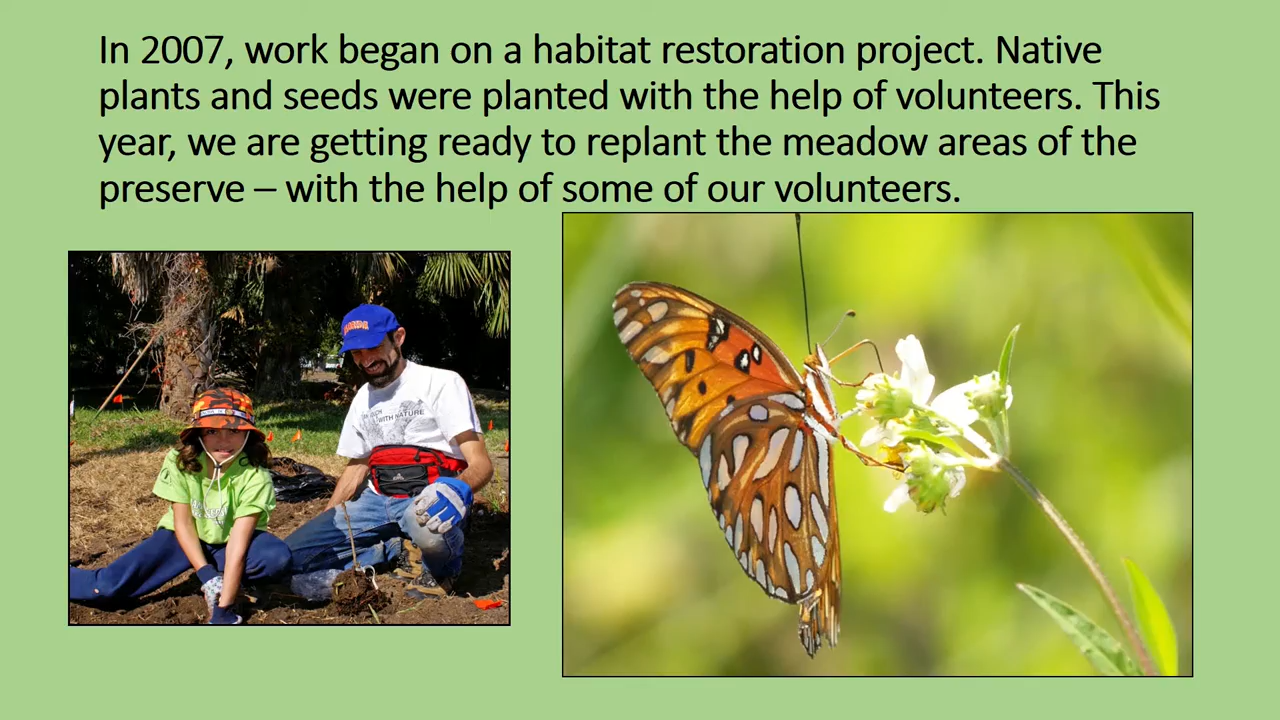 In 2007, work began on a habitat restoration project. Native
plants and seeds were planted with the help of volunteers. This
year, we are getting ready to replant the meadow areas of the
preserve – with the help of some of our volunteers.
WITH NATURE